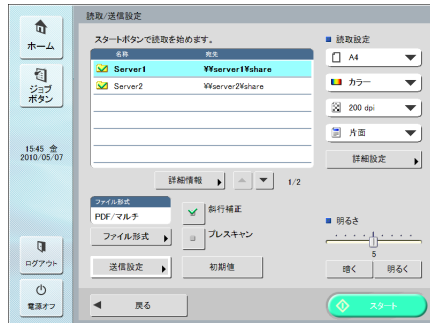 読取/送信設定
ホーム
ジョブ
ボタン
15:45 金
2010/05/07
ログアウト
電源オフ
スタートボタンで読取を始めます。
名称 宛先
Server1 ¥¥server1¥share
Server2 ¥¥server2¥share
詳細情報
1/2
ファイル形式
PDF/マルチ
ファイル形式
斜行補正
プレスキャン
送信設定
初期値
戻る
読取設定
A4
カラー
200 dpi
片面
詳細設定
明るさ
5
暗く
明るく
スタート